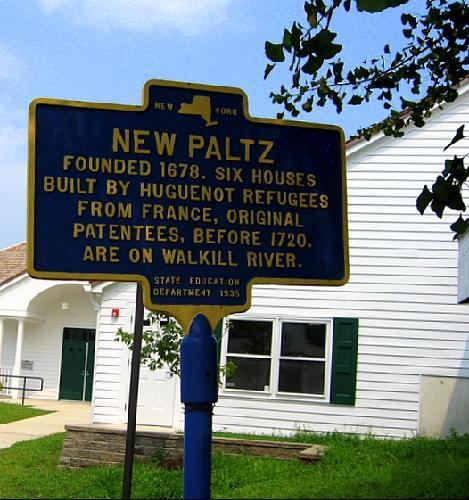 NEW YORK
NEW PALTZ
FOUNDED 1678. SIX HOUSES
BUILT BY HUGUENOT REFUGEES
FROM FRANCE, ORIGINAL
PATENTEES, BEFORE 1720.
ARE ON WALKILL RIVER.
STATE EDUCATION
DEPARTMENT 1935